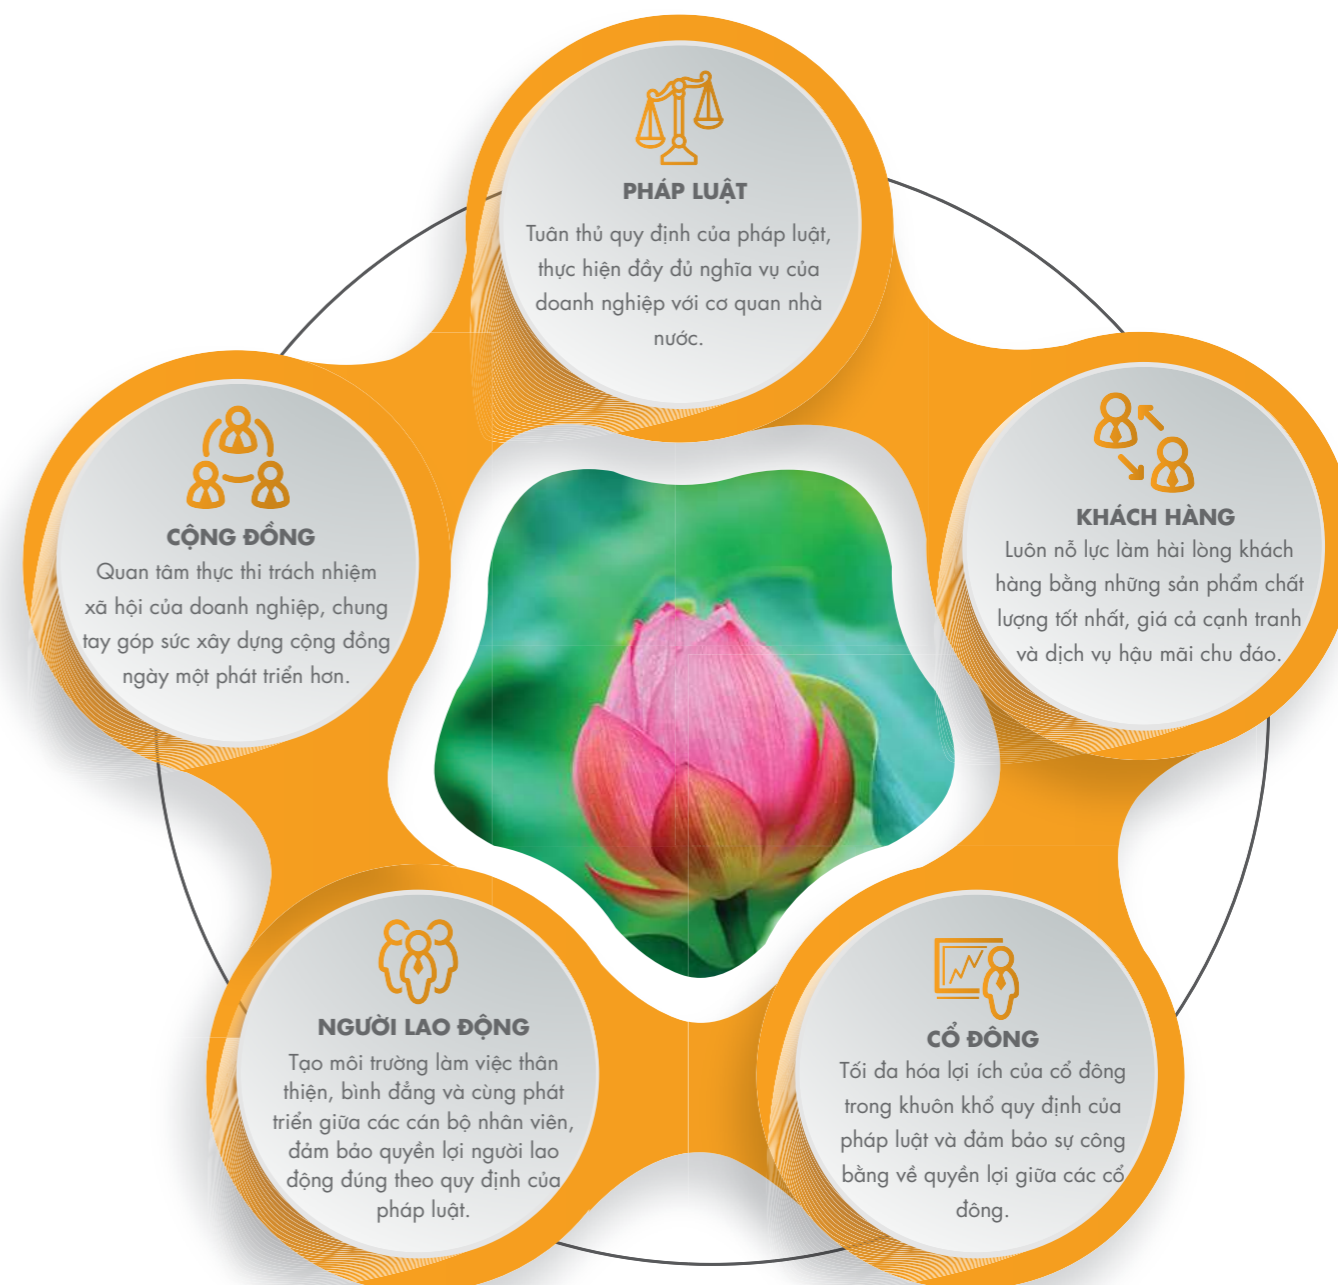 PHÁP LUẬT
Tuân thủ quy định của pháp luật,
thực hiện đầy đủ nghĩa vụ của
doanh nghiệp với cơ quan nhà
nước.
KHÁCH HÀNG
Luôn nỗ lực làm hài lòng khách
hàng bằng những sản phẩm chất
lượng tốt nhất, giá cả cạnh tranh
và dịch vụ hậu mãi chu đáo.
CỘNG ĐỒNG
Quan tâm thực thi trách nhiệm
xã hội của doanh nghiệp, chung
tay góp sức xây dựng cộng đồng
ngày một phát triển hơn.
NGƯỜI LAO ĐỘNG
Tạo môi trường làm việc thân
thiện, bình đẳng và cùng phát
triển giữa các cán bộ nhân viên,
đảm bảo quyền lợi người lao
động đúng theo quy định của
pháp luật.
CỔ ĐÔNG
Tối đa hóa lợi ích của cổ đông
trong khuôn khổ quy định của
pháp luật và đảm bảo sự công
bằng về quyền lợi giữa các cổ
đông.